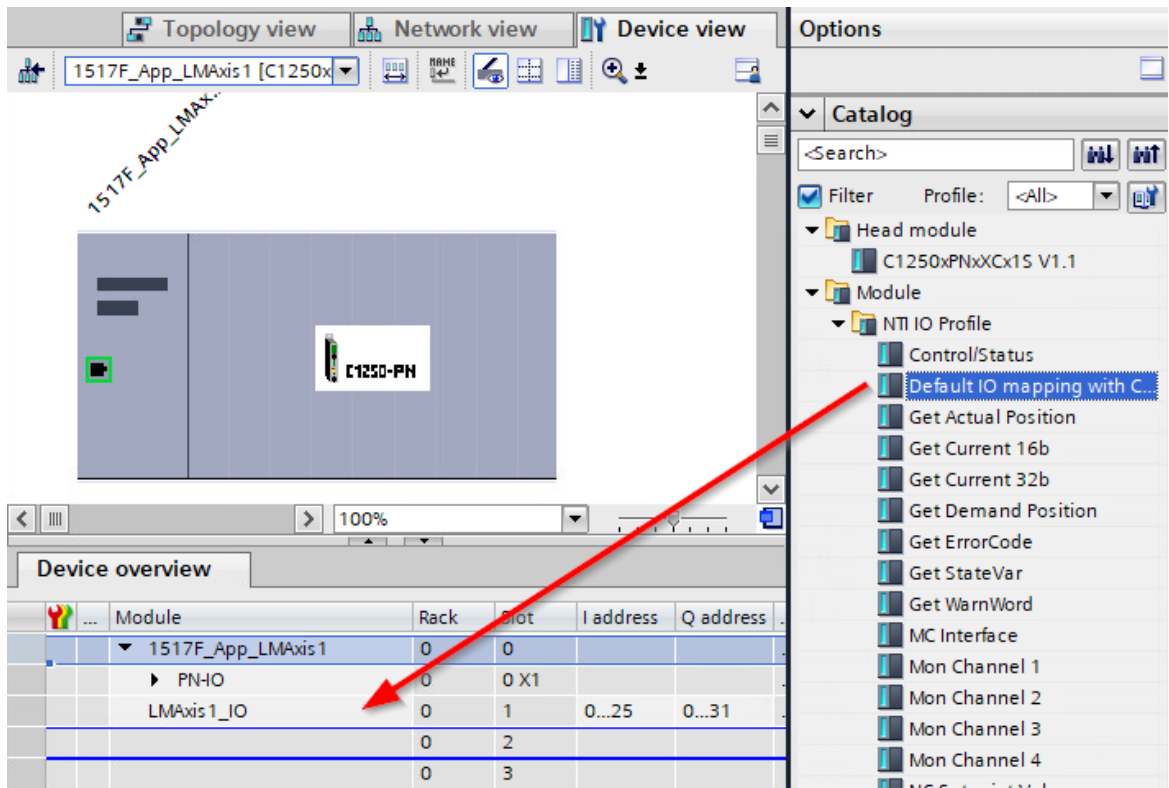 Topology view
Network view
Device view
1517F_App_LMAxis1 [C1250x
1517F_App_LMAx.
C1250-PN
100%
Device overview
... Module Rack Slot I address Q address ...
1517F_App_LMAxis1 0 0
PN-IO 0 0 X1
LMAxis1_IO 0 1 0...25 0...31
0 2
0 3
Options
Catalog
<Search>
Filter Profile: <All>
Head module
C1250xPNxXCx1S V1.1
Module
NTI IO Profile
Control/Status
Default IO mapping with C...
Get Actual Position
Get Current 16b
Get Current 32b
Get Demand Position
Get ErrorCode
Get StateVar
Get WarnWord
MC Interface
Mon Channel 1
Mon Channel 2
Mon Channel 3
Mon Channel 4